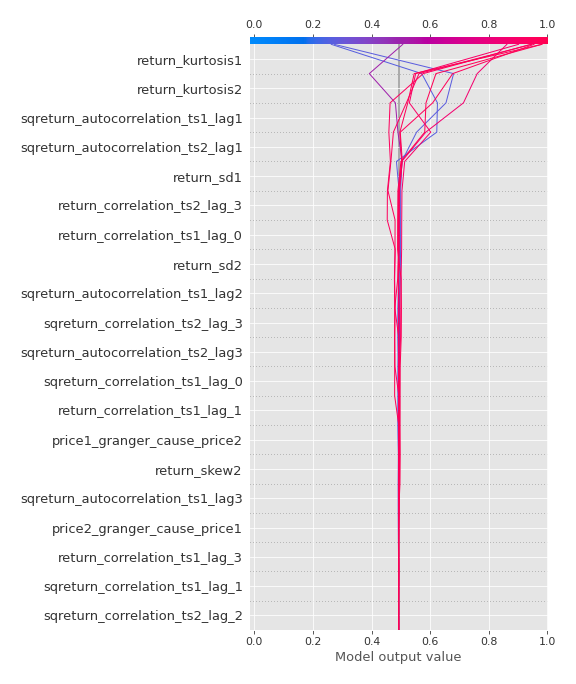 0.0 0.2 0.4 0.6 0.8 1.0
return_kurtosis1
return_kurtosis2
sqreturn_autocorrelation_ts1_lag1
sqreturn_autocorrelation_ts2_lag1
return_sd1
return_correlation_ts2_lag_3
return_correlation_ts1_lag_0
return_sd2
sqreturn_autocorrelation_ts1_lag2
sqreturn_correlation_ts2_lag_3
sqreturn_autocorrelation_ts2_lag3
sqreturn_correlation_ts1_lag_0
return_correlation_ts1_lag_1
price1_granger_cause_price2
return_skew2
sqreturn_autocorrelation_ts1_lag3
price2_granger_cause_price1
return_correlation_ts1_lag_3
sqreturn_correlation_ts1_lag_1
sqreturn_correlation_ts2_lag_2
0.0 0.2 0.4 0.6 0.8 1.0
Model output value